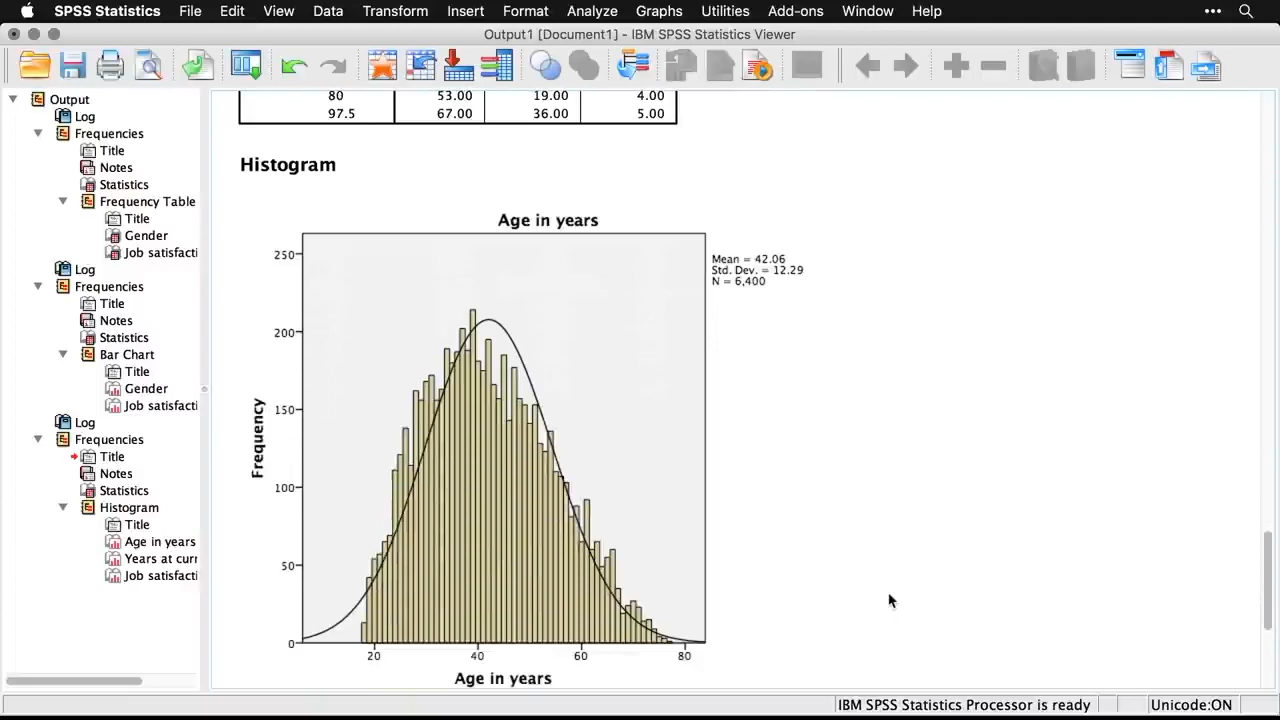 SPSS Statistics File Edit View Data Transform Insert Format Analyze Graphs Utilities Add-ons Window Help
Output1 [Document1] - IBM SPSS Statistics Viewer
Output
Log
Frequencies
Title
Notes
Statistics
Frequency Table
Title
Gender
Job satisfacti
Log
Frequencies
Title
Notes
Statistics
Bar Chart
Title
Gender
Job satisfacti
Log
Frequencies
Title
Notes
Statistics
Histogram
Title
Age in years
Years at curr
Job satisfacti
80 53.00 19.00 4.00
97.5 67.00 36.00 5.00
Histogram
Age in years
Mean = 42.06
Std. Dev. = 12.29
N = 6,400
250
200
150
100
50
0
Frequency
20 40 60 80
Age in years
IBM SPSS Statistics Processor is ready Unicode:ON